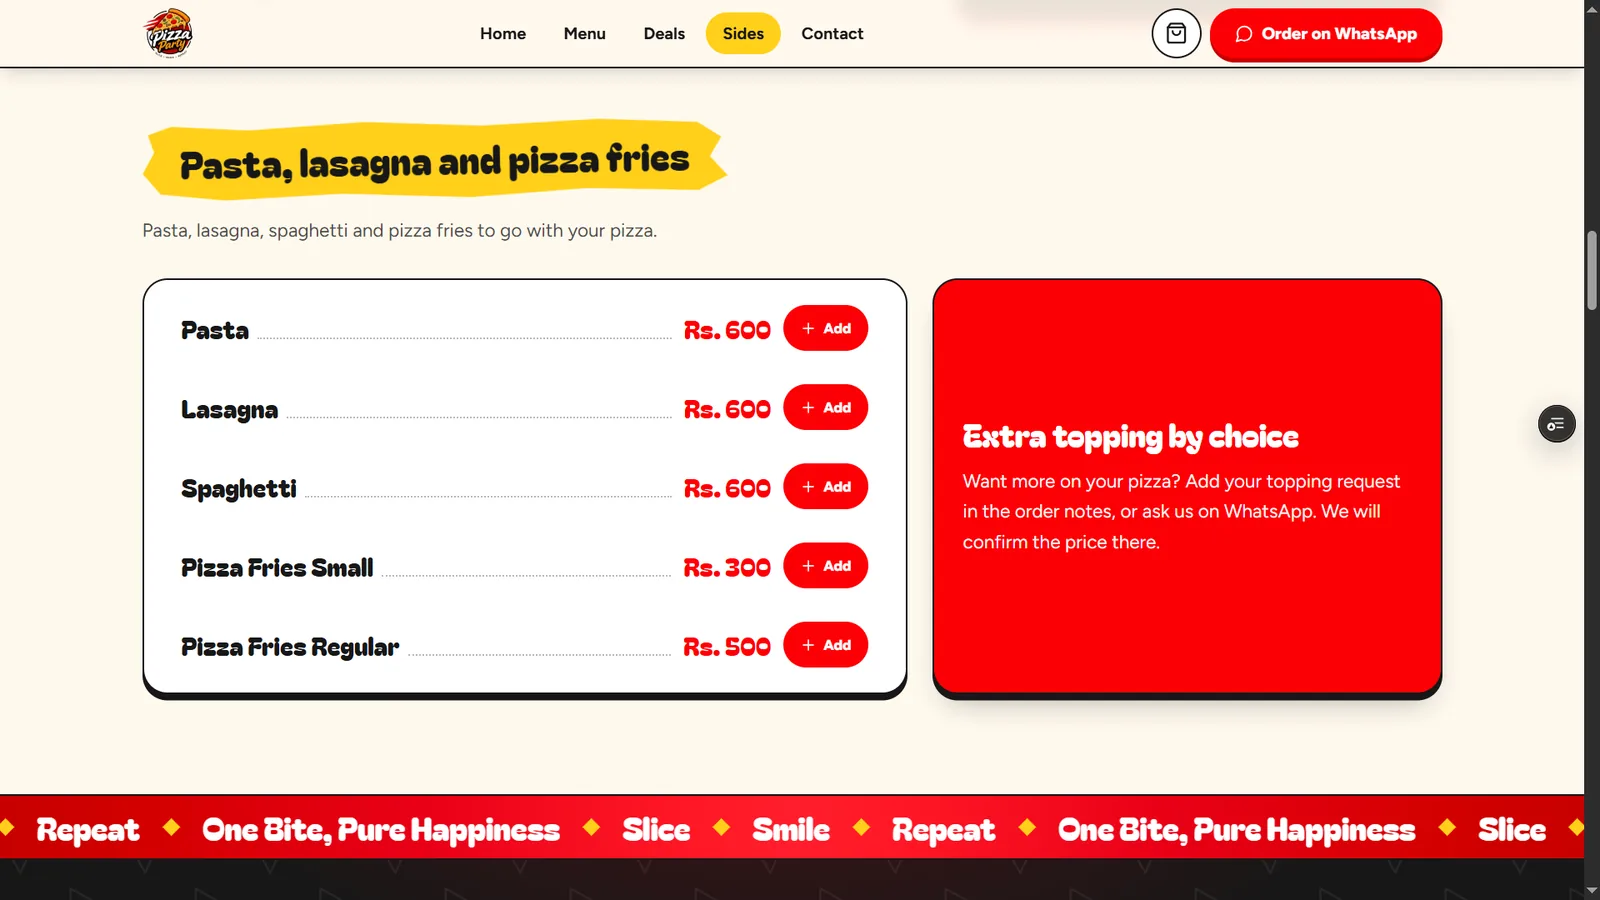 Pizza
Party
Home
Menu
Deals
Sides
Contact
Order on WhatsApp
Pasta, lasagna and pizza fries
Pasta, lasagna, spaghetti and pizza fries to go with your pizza.
Pasta Rs. 600 + Add
Lasagna Rs. 600 + Add
Spaghetti Rs. 600 + Add
Pizza Fries Small Rs. 300 + Add
Pizza Fries Regular Rs. 500 + Add
Extra topping by choice
Want more on your pizza? Add your topping request
in the order notes, or ask us on WhatsApp. We will
confirm the price there.
Repeat ◆ One Bite, Pure Happiness ◆ Slice ◆ Smile ◆ Repeat ◆ One Bite, Pure Happiness ◆ Slice